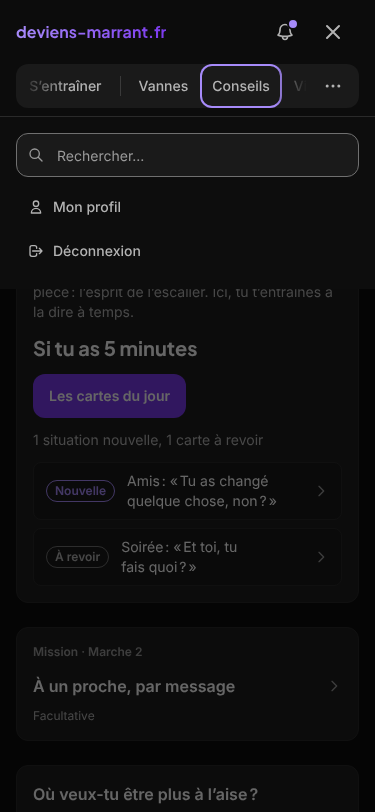 deviens-marrant.fr
S'entraîner
Vannes
Conseils
Rechercher...
Mon profil
Déconnexion
pièce : l'esprit de l'escalier. Ici, tu t'entraînes à
la dire à temps.
Si tu as 5 minutes
Les cartes du jour
1 situation nouvelle, 1 carte à revoir
Nouvelle
Amis : « Tu as changé
quelque chose, non ? »
À revoir
Soirée : « Et toi, tu
fais quoi ? »
Mission · Marche 2
À un proche, par message
Facultative
Où veux-tu être plus à l'aise ?